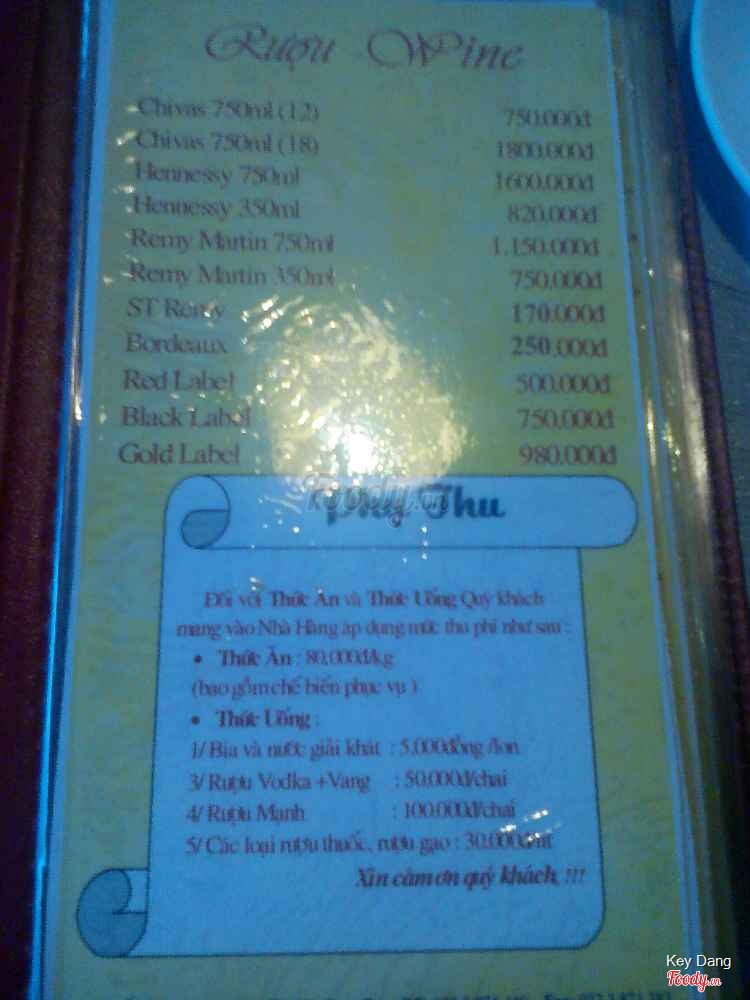 Rượu Wine
Chivas 750ml (12) 750.000đ
Chivas 750ml (18) 1800.000đ
Hennessy 750ml 1600.000đ
Hennessy 350ml 820.000đ
Remy Martin 750ml 1.150.000đ
Remy Martin 350ml 750.000đ
ST Remy 170.000đ
Bordeaux 250.000đ
Red Label 500.000đ
Black Label 750.000đ
Gold Label 980.000đ
Foody.vn
Phụ Thu
Đối với Thức Ăn và Thức Uống Quý khách
mang vào Nhà Hàng áp dụng mức thu phí như sau :
• Thức Ăn : 80.000đ/kg
(bao gồm chế biến phục vụ )
• Thức Uống :
1/ Bia và nước giải khát : 5.000đồng /lon
3/ Rượu Vodka +Vang : 50.000đ/chai
4/ Rượu Mạnh : 100.000đ/chai
5/ Các loại rượu thuốc, rượu gạo : 30.000đ/lít
Xin cảm ơn quý khách, !!!
Key Dang
Foody.vn